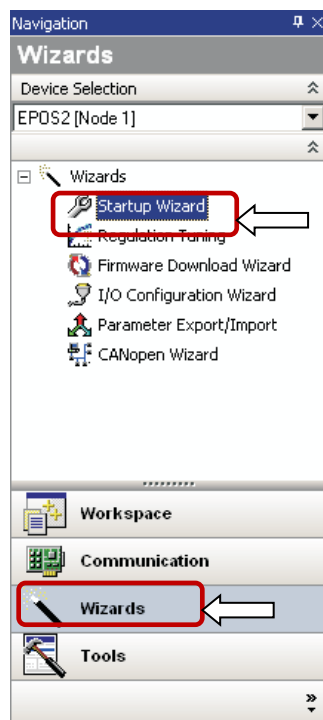 Navigation
Wizards
Device Selection
EPOS2 [Node 1]
Wizards
Startup Wizard
Regulation Tuning
Firmware Download Wizard
I/O Configuration Wizard
Parameter Export/Import
CANopen Wizard
Workspace
Communication
Wizards
Tools